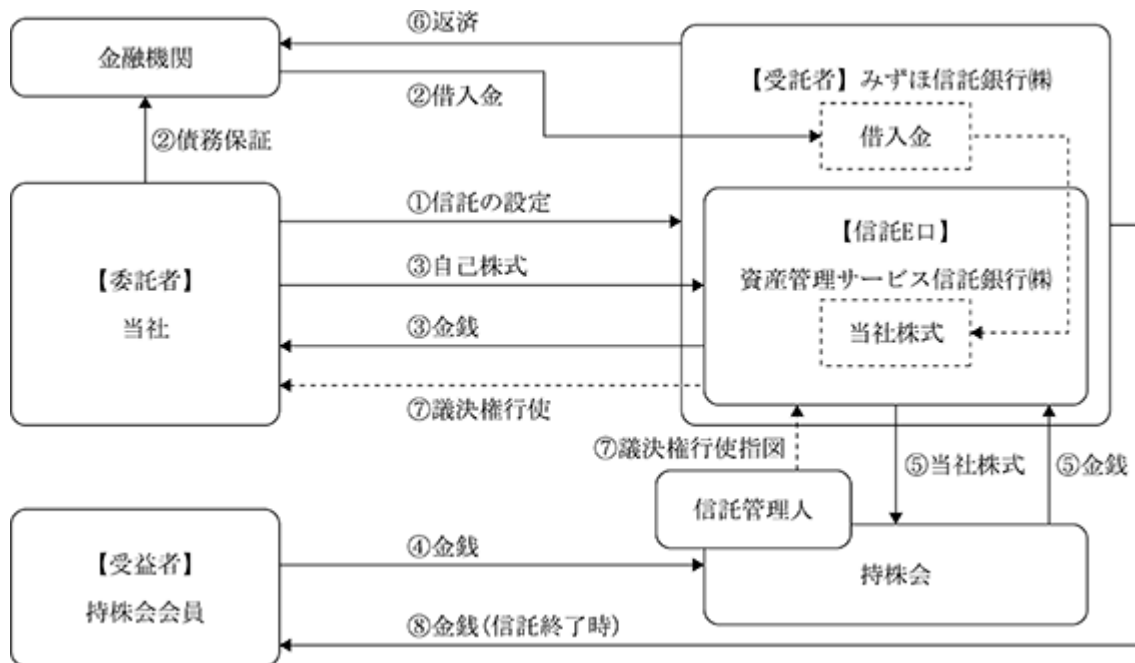 ⑥返済
金融機関
【受託者】みずほ信託銀行㈱
②借入金
借入金
②債務保証
①信託の設定
【信託E口】
【委託者】
③自己株式
資産管理サービス信託銀行㈱
当社
③金銭
当社株式
⑦議決権行使
⑦議決権行使指図
⑤当社株式
⑤金銭
信託管理人
④金銭
【受益者】
持株会
持株会会員
⑧金銭(信託終了時)